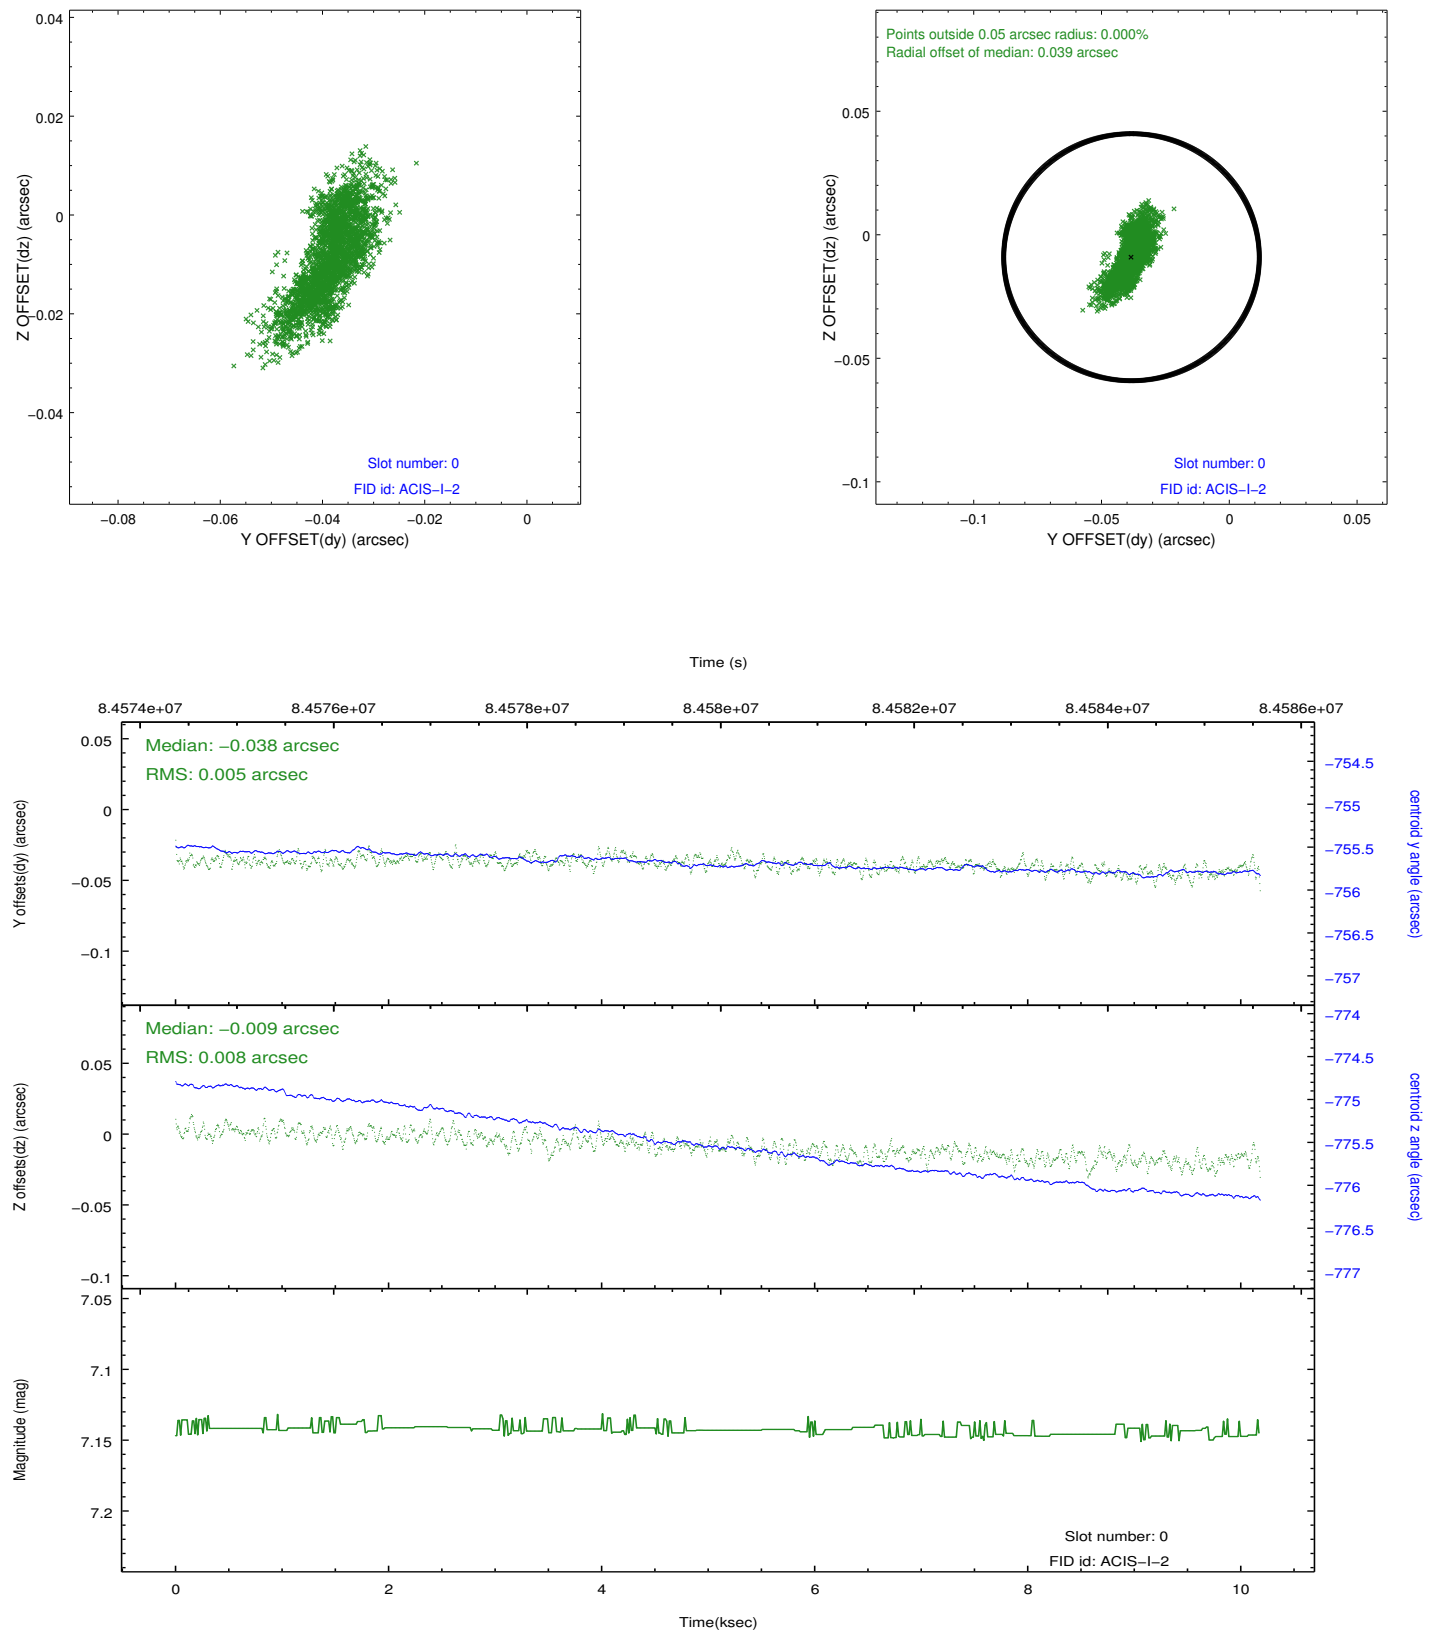 0.04
0.02
0
−0.02
−0.04
Z OFFSET(dz) (arcsec)
Slot number: 0
FID id: ACIS−I−2
−0.08 −0.06 −0.04 −0.02 0
Y OFFSET(dy) (arcsec)
Points outside 0.05 arcsec radius: 0.000%
Radial offset of median: 0.039 arcsec
0.05
0
−0.05
−0.1
Z OFFSET(dz) (arcsec)
Slot number: 0
FID id: ACIS−I−2
−0.1 −0.05 0 0.05
Y OFFSET(dy) (arcsec)
Time (s)
8.4574e+07 8.4576e+07 8.4578e+07 8.458e+07 8.4582e+07 8.4584e+07 8.4586e+07
Median: −0.038 arcsec
RMS: 0.005 arcsec
0.05
0
−0.05
−0.1
Y offsets(dy) (arcsec)
−754.5
−755
−755.5
−756
−756.5
−757
centroid y angle (arcsec)
Median: −0.009 arcsec
RMS: 0.008 arcsec
0.05
0
−0.05
−0.1
Z offsets(dz) (arcsec)
−774
−774.5
−775
−775.5
−776
−776.5
−777
centroid z angle (arcsec)
7.05
7.1
7.15
7.2
Magnitude (mag)
Slot number: 0
FID id: ACIS−I−2
0 2 4 6 8 10
Time(ksec)